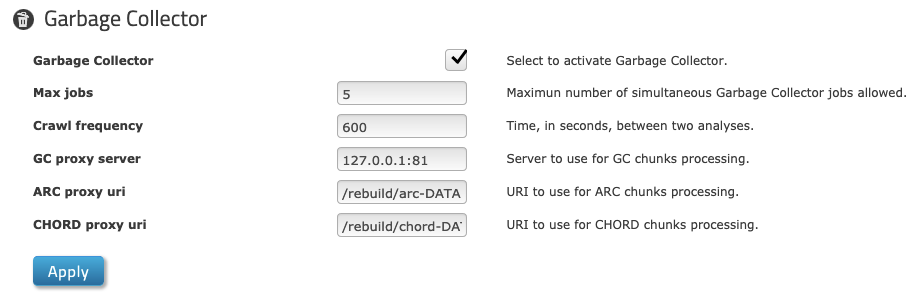 Garbage Collector
Garbage Collector Select to activate Garbage Collector.
Max jobs 5 Maximun number of simultaneous Garbage Collector jobs allowed.
Crawl frequency 600 Time, in seconds, between two analyses.
GC proxy server 127.0.0.1:81 Server to use for GC chunks processing.
ARC proxy uri /rebuild/arc-DATA URI to use for ARC chunks processing.
CHORD proxy uri /rebuild/chord-DA URI to use for CHORD chunks processing.
Apply